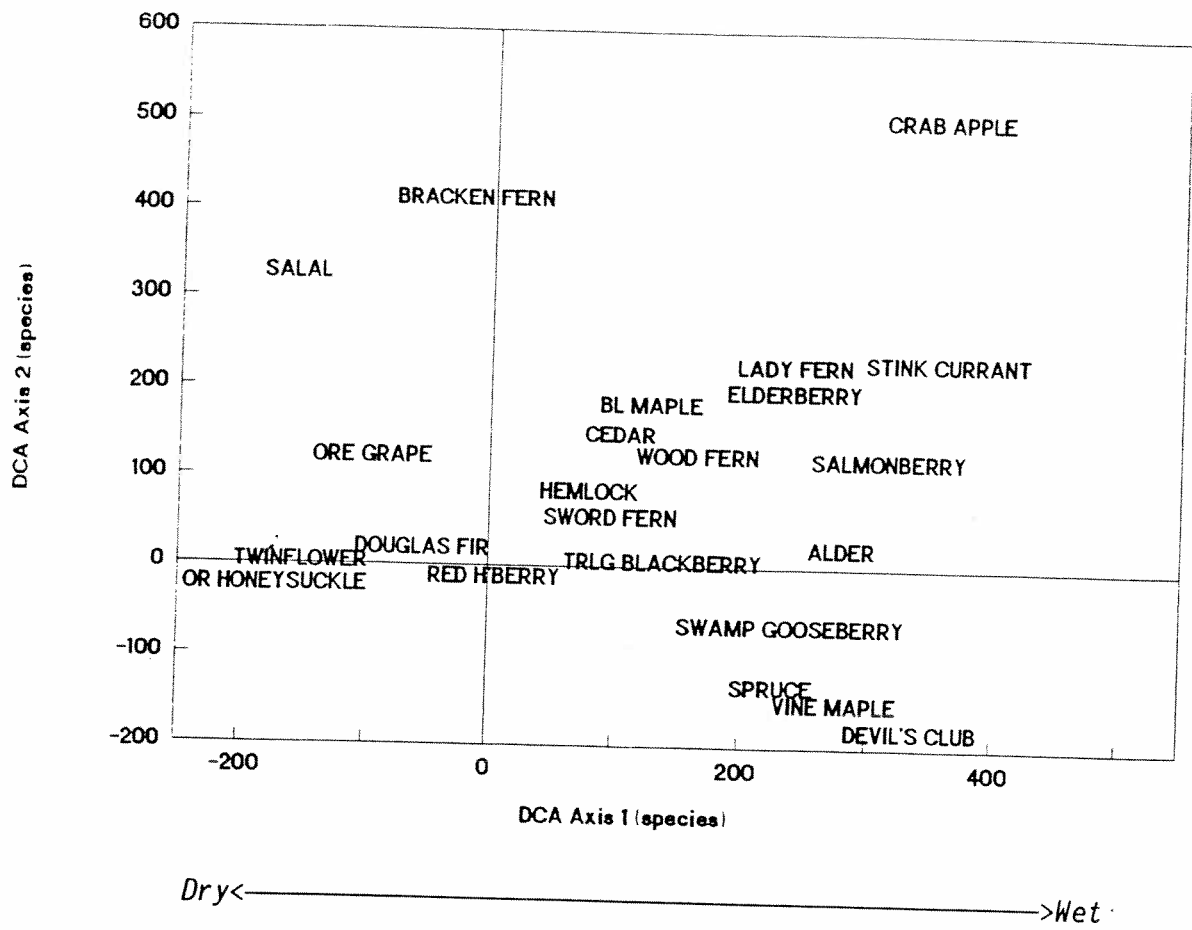 600
500
400
300
200
100
0
-100
-200
DCA Axis 2 (species)
CRAB APPLE
BRACKEN FERN
SALAL
LADY FERN
STINK CURRANT
ELDERBERRY
BL MAPLE
CEDAR
ORE GRAPE
WOOD FERN
SALMONBERRY
HEMLOCK
SWORD FERN
DOUGLAS FIR
TWINFLOWER
TRLG BLACKBERRY
ALDER
OR HONEYSUCKLE
RED H'BERRY
SWAMP GOOSEBERRY
SPRUCE
VINE MAPLE
DEVIL'S CLUB
-200
0
200
400
DCA Axis 1 (species)
Dry<
>Wet